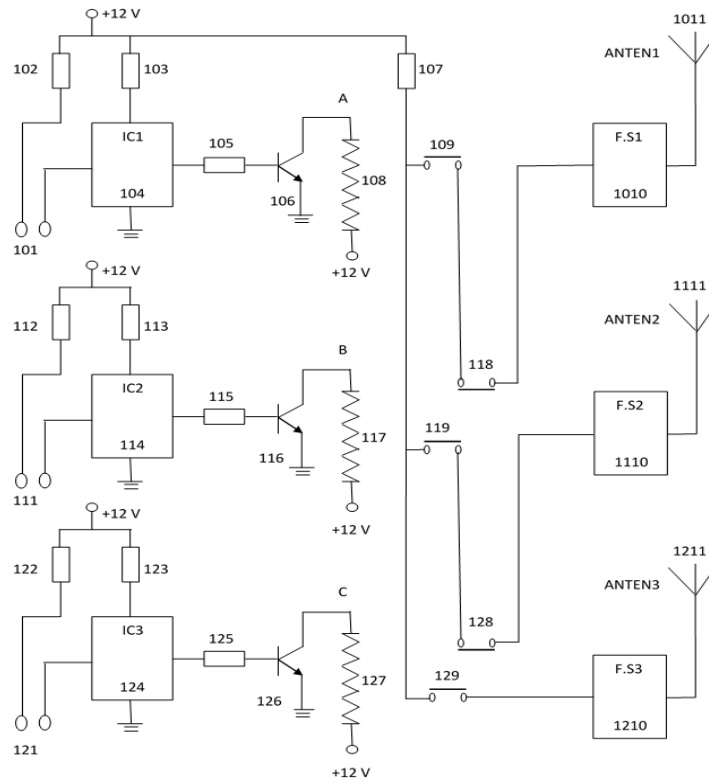 +12 V
1011
ANTEN1
102
103
107
A
IC1
105
109
F.S1
104
106
108
1010
101
+12 V
+12 V
1111
ANTEN2
112
113
118
B
IC2
115
119
F.S2
114
116
117
1110
111
+12 V
+12 V
1211
ANTEN3
122
123
C
128
IC3
125
129
F.S3
124
126
127
1210
121
+12 V